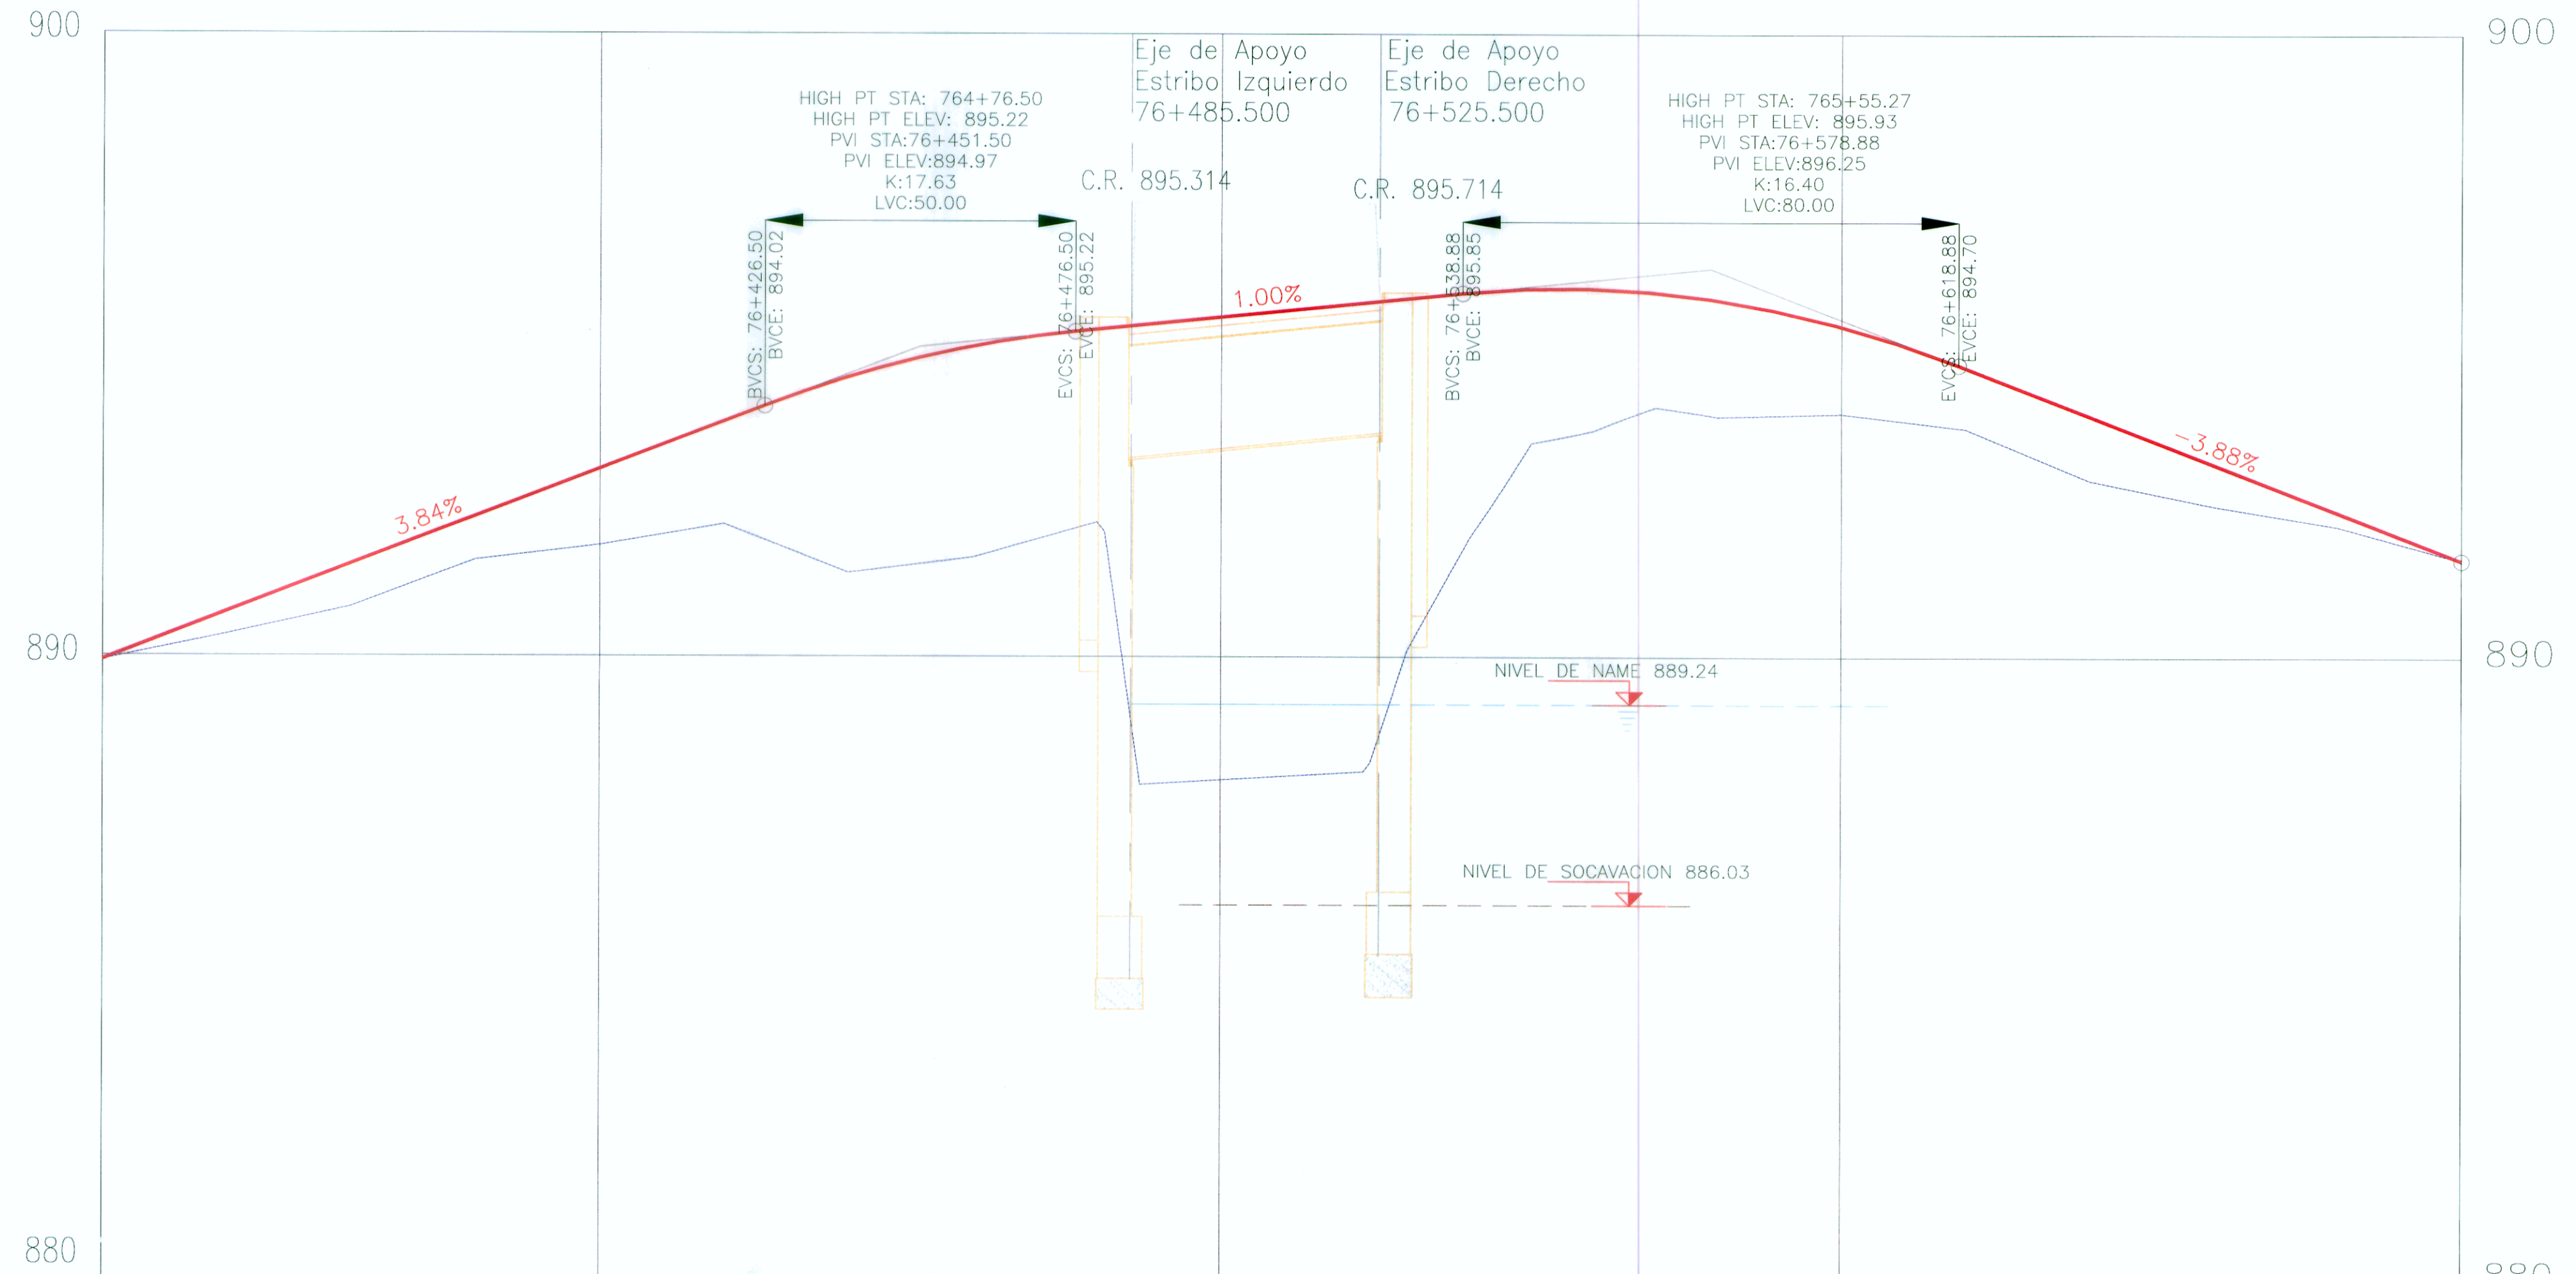 900
900
Eje de Apoyo
Estribo Izquierdo
76+485.500
Eje de Apoyo
Estribo Derecho
76+525.500
HIGH PT STA: 764+76.50
HIGH PT ELEV: 895.22
PVI STA:76+451.50
PVI ELEV:894.97
K:17.63
LVC:50.00
HIGH PT STA: 765+55.27
HIGH PT ELEV: 895.93
PVI STA:76+578.88
PVI ELEV:896.25
K:16.40
LVC:80.00
C.R. 895.314
C.R. 895.714
BVCS: 76+426.50
BVCE: 894.02
EVCS: 76+476.50
EVCE: 895.22
BVCS: 76+538.88
BVCE: 895.85
EVCS: 76+618.88
EVCE: 894.70
1.00%
3.84%
-3.88%
890
890
NIVEL DE NAME 889.24
NIVEL DE SOCAVACION 886.03
880
880